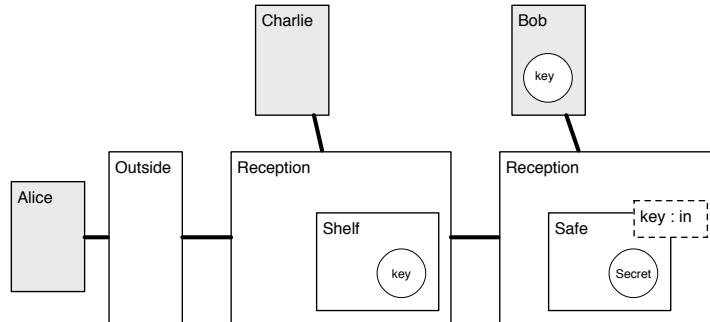 Charlie
Bob
key
Outside
Reception
Reception
Alice
key : in
Shelf
Safe
key
Secret